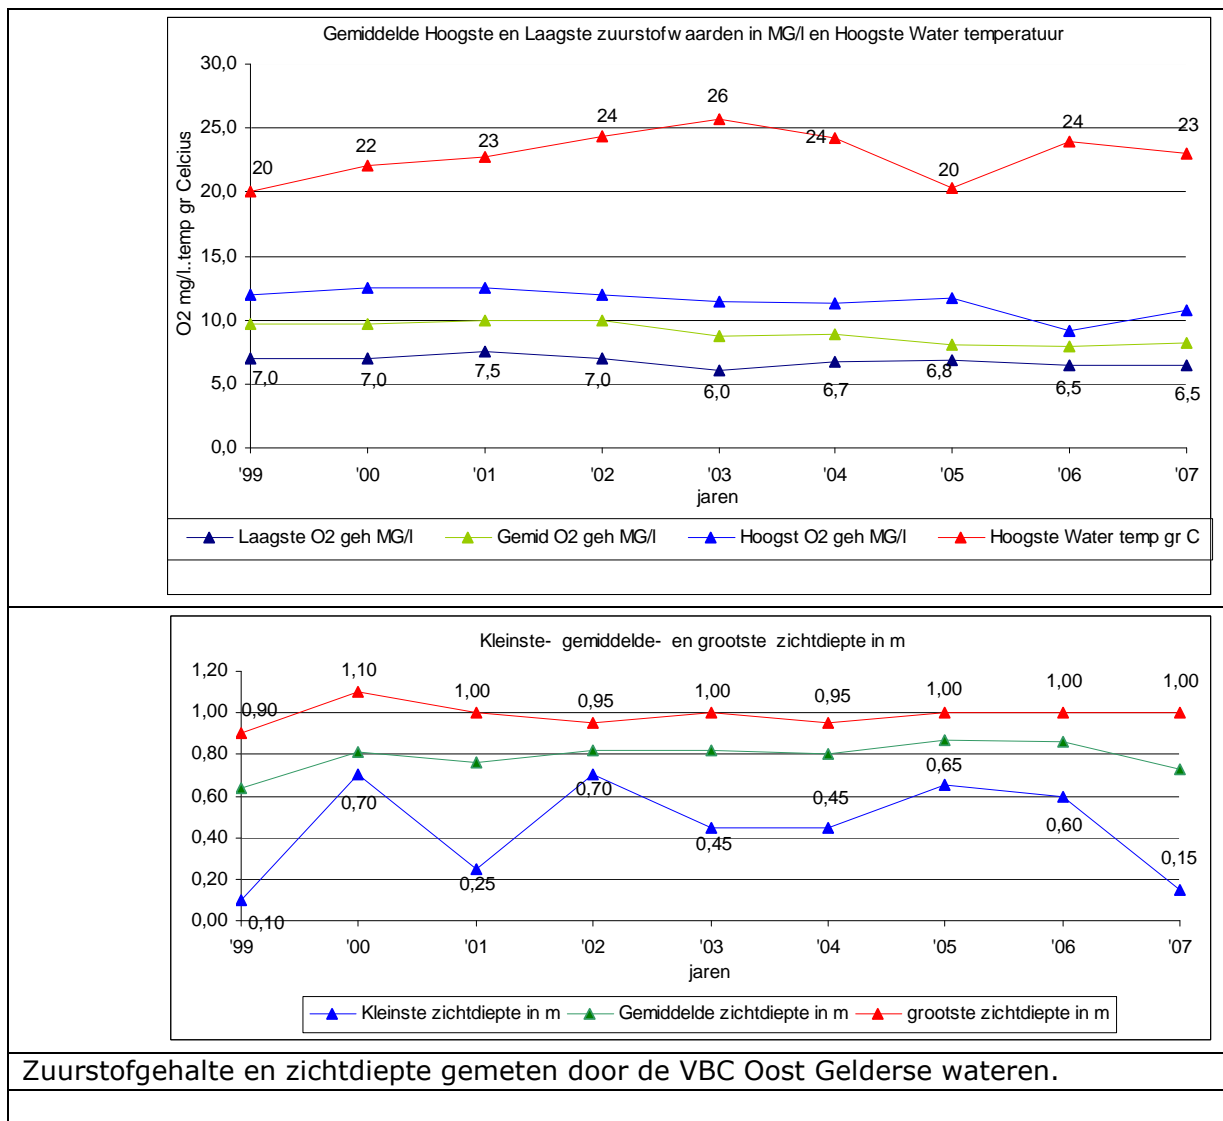 Gemiddelde Hoogste en Laagste zuurstofwaarden in MG/l en Hoogste Water temperatuur
O2 mg/l..temp gr Celcius
30,0
25,0
20,0
15,0
10,0
5,0
0,0
20 22 23 24 26 24 20 24 23
7,0 7,0 7,5 7,0 6,0 6,7 6,8 6,5 6,5
'99 '00 '01 '02 '03 '04 '05 '06 '07
jaren
Laagste O2 geh MG/l Gemid O2 geh MG/l Hoogst O2 geh MG/l Hoogste Water temp gr C
Kleinste- gemiddelde- en grootste zichtdiepte in m
1,20
1,00
0,80
0,60
0,40
0,20
0,00
0,90 1,10 1,00 0,95 1,00 0,95 1,00 1,00 1,00
0,10 0,70 0,25 0,70 0,45 0,45 0,65 0,60 0,15
'99 '00 '01 '02 '03 '04 '05 '06 '07
jaren
Kleinste zichtdiepte in m Gemiddelde zichtdiepte in m grootste zichtdiepte in m
Zuurstofgehalte en zichtdiepte gemeten door de VBC Oost Gelderse wateren.